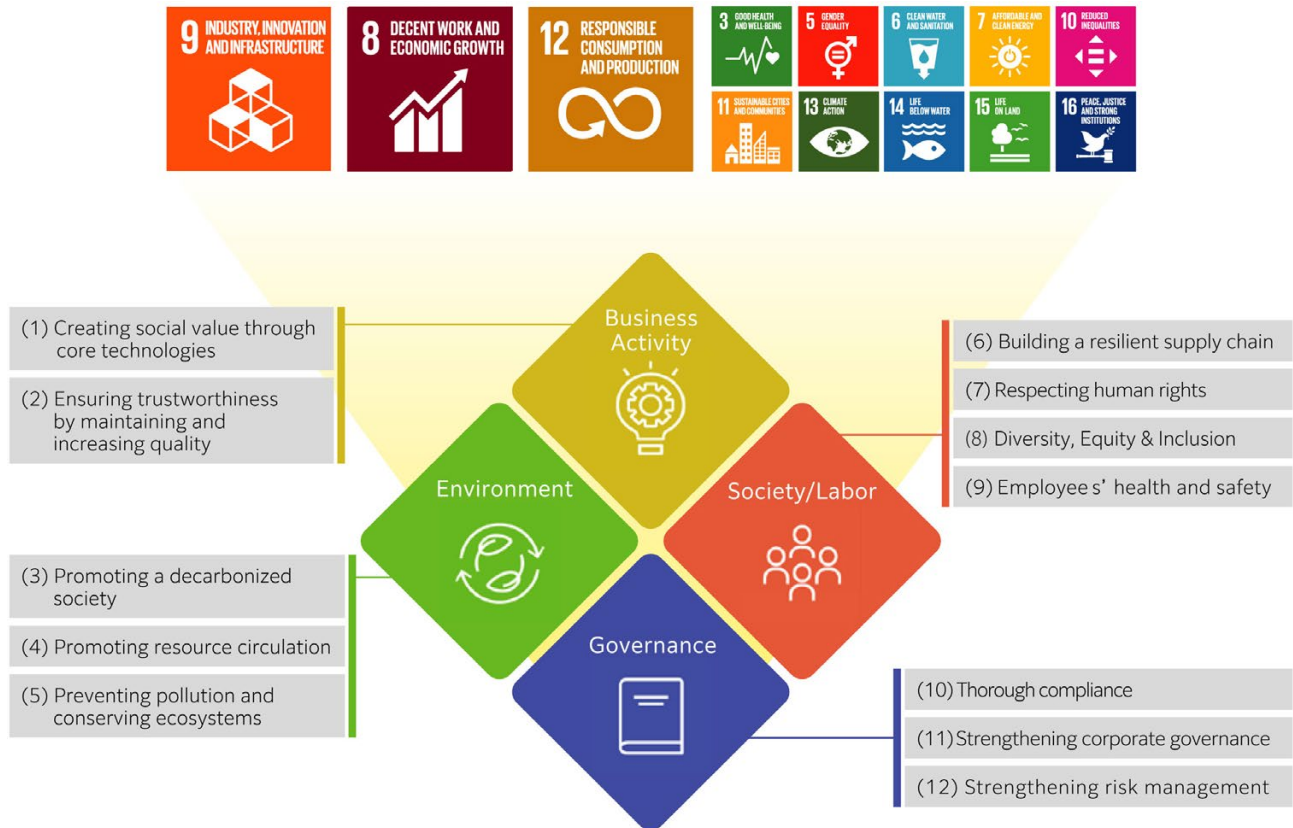 9 INDUSTRY, INNOVATION
AND INFRASTRUCTURE
8 DECENT WORK AND
ECONOMIC GROWTH
12 RESPONSIBLE
CONSUMPTION
AND PRODUCTION
3 GOOD HEALTH
AND WELL-BEING
5 GENDER
EQUALITY
6 CLEAN WATER
AND SANITATION
7 AFFORDABLE AND
CLEAN ENERGY
10 REDUCED
INEQUALITIES
11 SUSTAINABLE CITIES
AND COMMUNITIES
13 CLIMATE
ACTION
14 LIFE
BELOW WATER
15 LIFE
ON LAND
16 PEACE, JUSTICE
AND STRONG
INSTITUTIONS
Business
Activity
(1) Creating social value through
core technologies
(2) Ensuring trustworthiness
by maintaining and
increasing quality
(6) Building a resilient supply chain
(7) Respecting human rights
(8) Diversity, Equity & Inclusion
(9) Employees’ health and safety
Environment
Society/Labor
(3) Promoting a decarbonized
society
(4) Promoting resource circulation
(5) Preventing pollution and
conserving ecosystems
Governance
(10) Thorough compliance
(11) Strengthening corporate governance
(12) Strengthening risk management